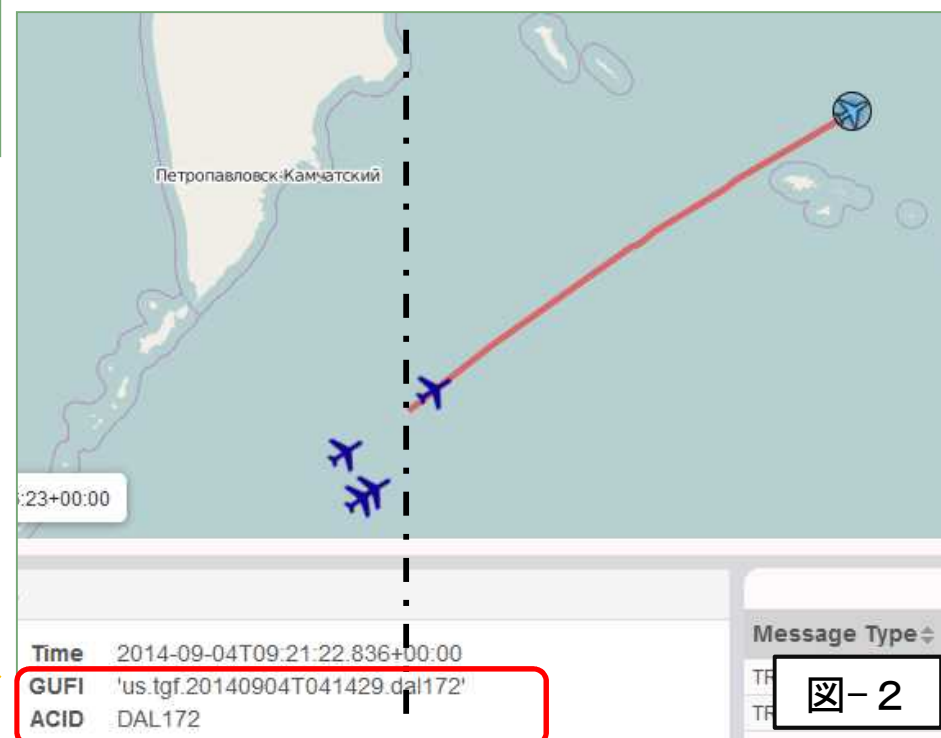 Петропавловск-Камчатский
:23+00:00
Time 2014-09-04T09:21:22.836+00:00
GUFI 'us.tgf.20140904T041429.dal172'
ACID DAL172
Message Type
TR
TR
図-2